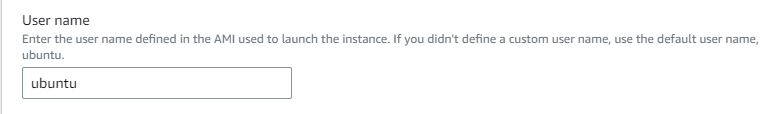 User name
Enter the user name defined in the AMI used to launch the instance. If you didn't define a custom user name, use the default user name,
ubuntu.
ubuntu